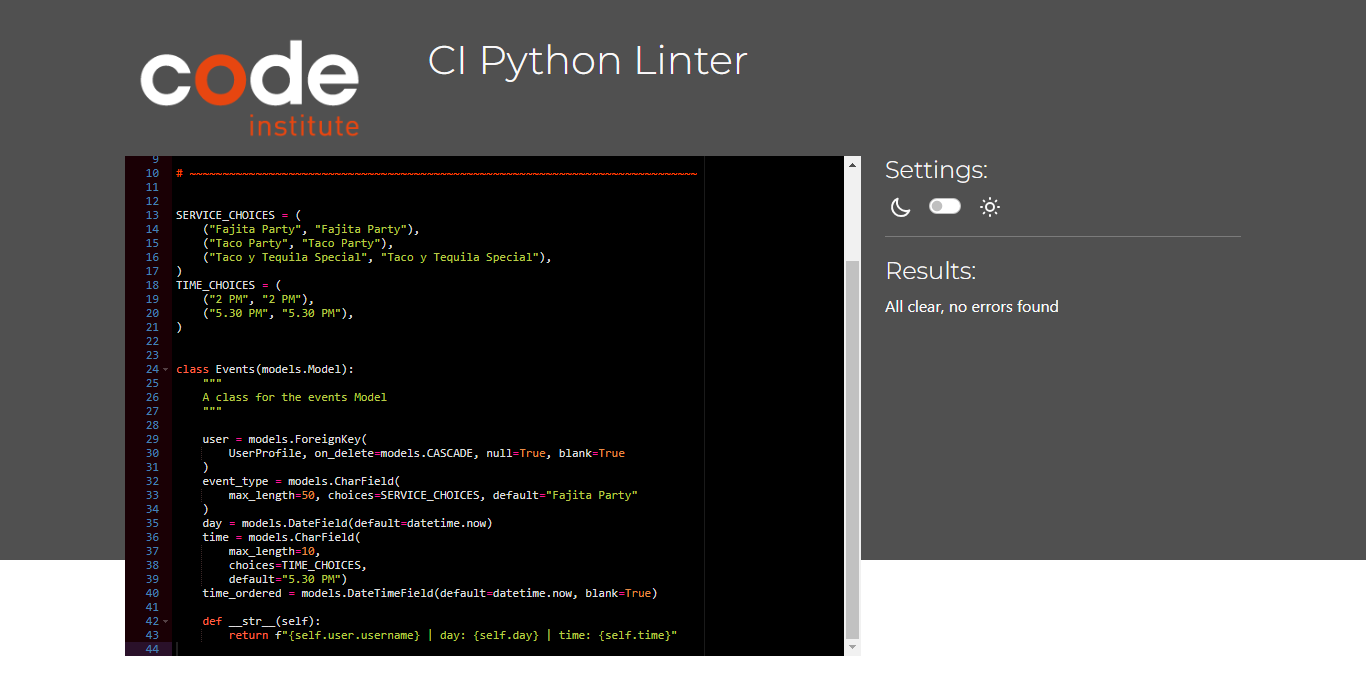 code
institute
CI Python Linter
9
10 # ~~~~~~~~~~~~~~~~~~~~~~~~~~~~~~~~~~~~~~~~~~~~~~~~~~~~~~~~~~~~~~~~~~~~~~~~~~~~~
11
12
13 SERVICE_CHOICES = (
14     ("Fajita Party", "Fajita Party"),
15     ("Taco Party", "Taco Party"),
16     ("Taco y Tequila Special", "Taco y Tequila Special"),
17 )
18 TIME_CHOICES = (
19     ("2 PM", "2 PM"),
20     ("5.30 PM", "5.30 PM"),
21 )
22
23
24 class Events(models.Model):
25     """
26     A class for the events Model
27     """
28
29     user = models.ForeignKey(
30         UserProfile, on_delete=models.CASCADE, null=True, blank=True
31     )
32     event_type = models.CharField(
33         max_length=50, choices=SERVICE_CHOICES, default="Fajita Party"
34     )
35     day = models.DateField(default=datetime.now)
36     time = models.CharField(
37         max_length=10,
38         choices=TIME_CHOICES,
39         default="5.30 PM")
40     time_ordered = models.DateTimeField(default=datetime.now, blank=True)
41
42     def __str__(self):
43         return f"{self.user.username} | day: {self.day} | time: {self.time}"
44
Settings:
Results:
All clear, no errors found